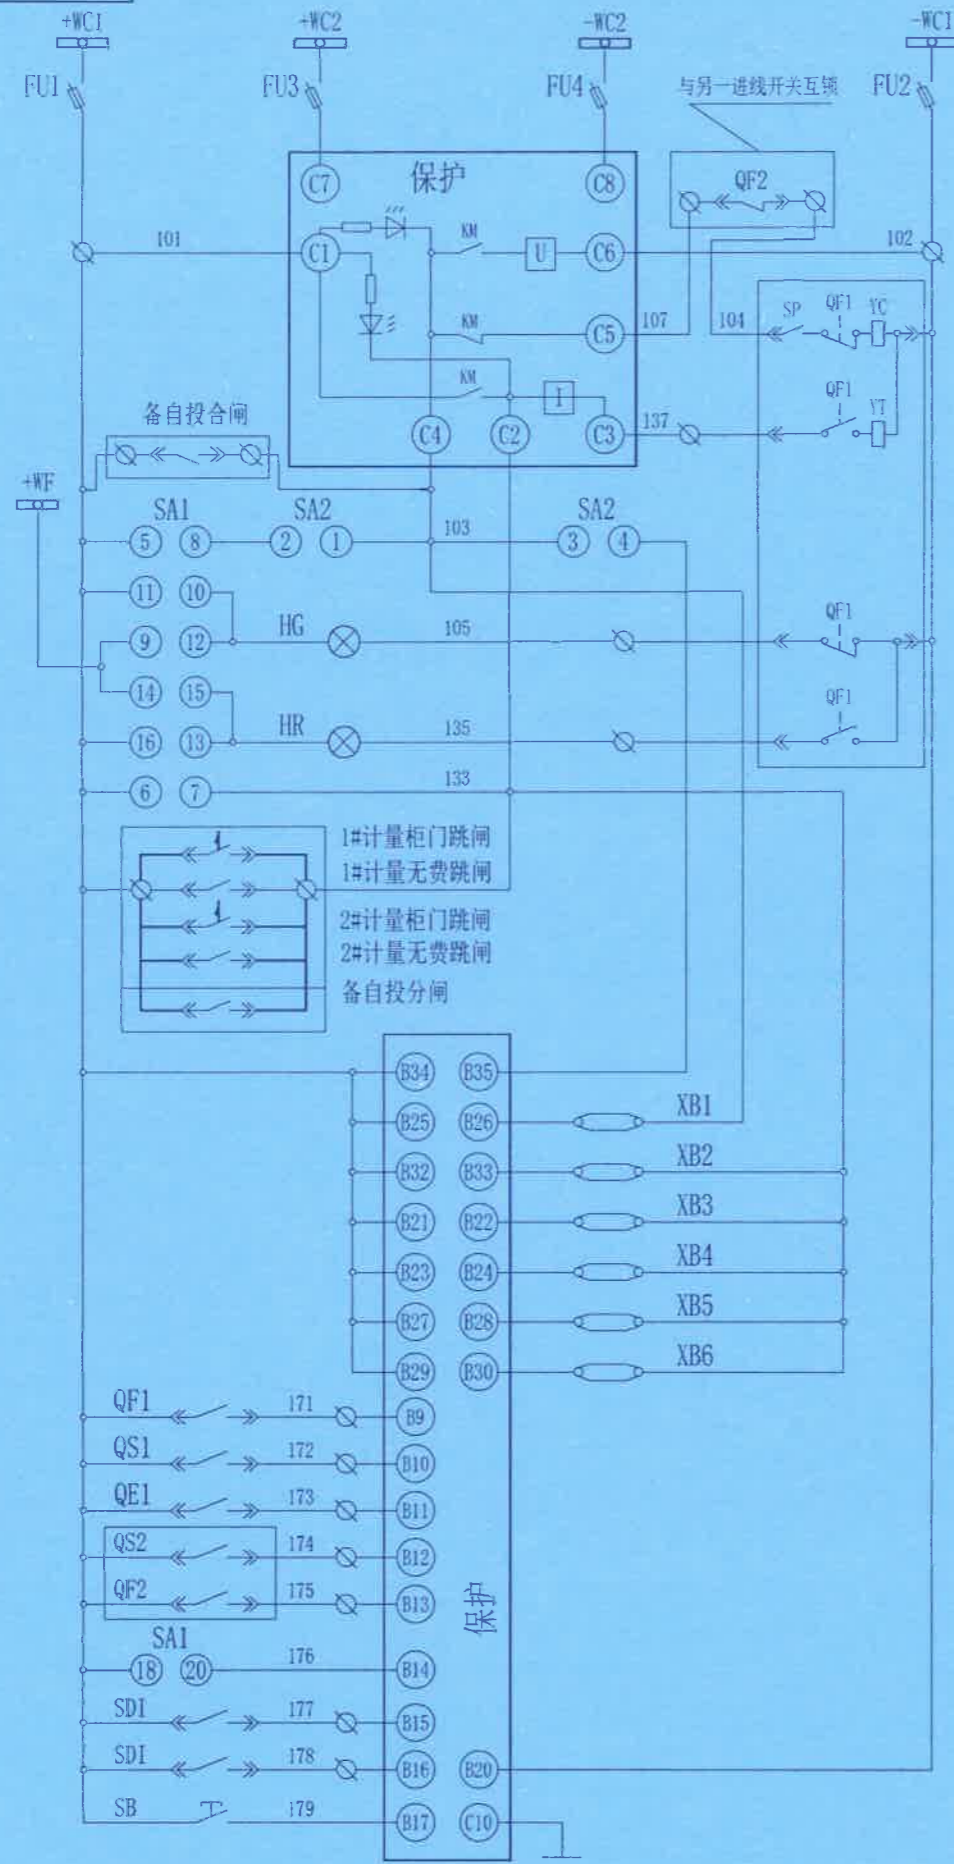 +WC1 +WC2 -WC2 -WC1
FU1 FU3 FU4 与另一进线开关互锁 FU2
保护
C7 C8 QF2
101 C1 KM U C6 102
SP QF1 YC
KM C5 107 104
KM I QF1 YT
备自投合闸 C4 C2 C3 137
+WF
SA1 SA2 SA2
5 8 2 1 103 3 4
11 10
9 12 HG 105 QF1
14 15
16 13 HR 135 QF1
6 7 133
1#计量柜门跳闸
1#计量无费跳闸
2#计量柜门跳闸
2#计量无费跳闸
备自投分闸
B34 B35
B25 B26 XB1
B32 B33 XB2
B21 B22 XB3
B23 B24 XB4
B27 B28 XB5
B29 B30 XB6
QF1 171 B9
QS1 172 B10
QE1 173 B11
QS2 174 B12
QF2 175 B13
保护
SA1
18 20 176 B14
SD1 177 B15
SD1 178 B16 B20
SB 179 B17 C10